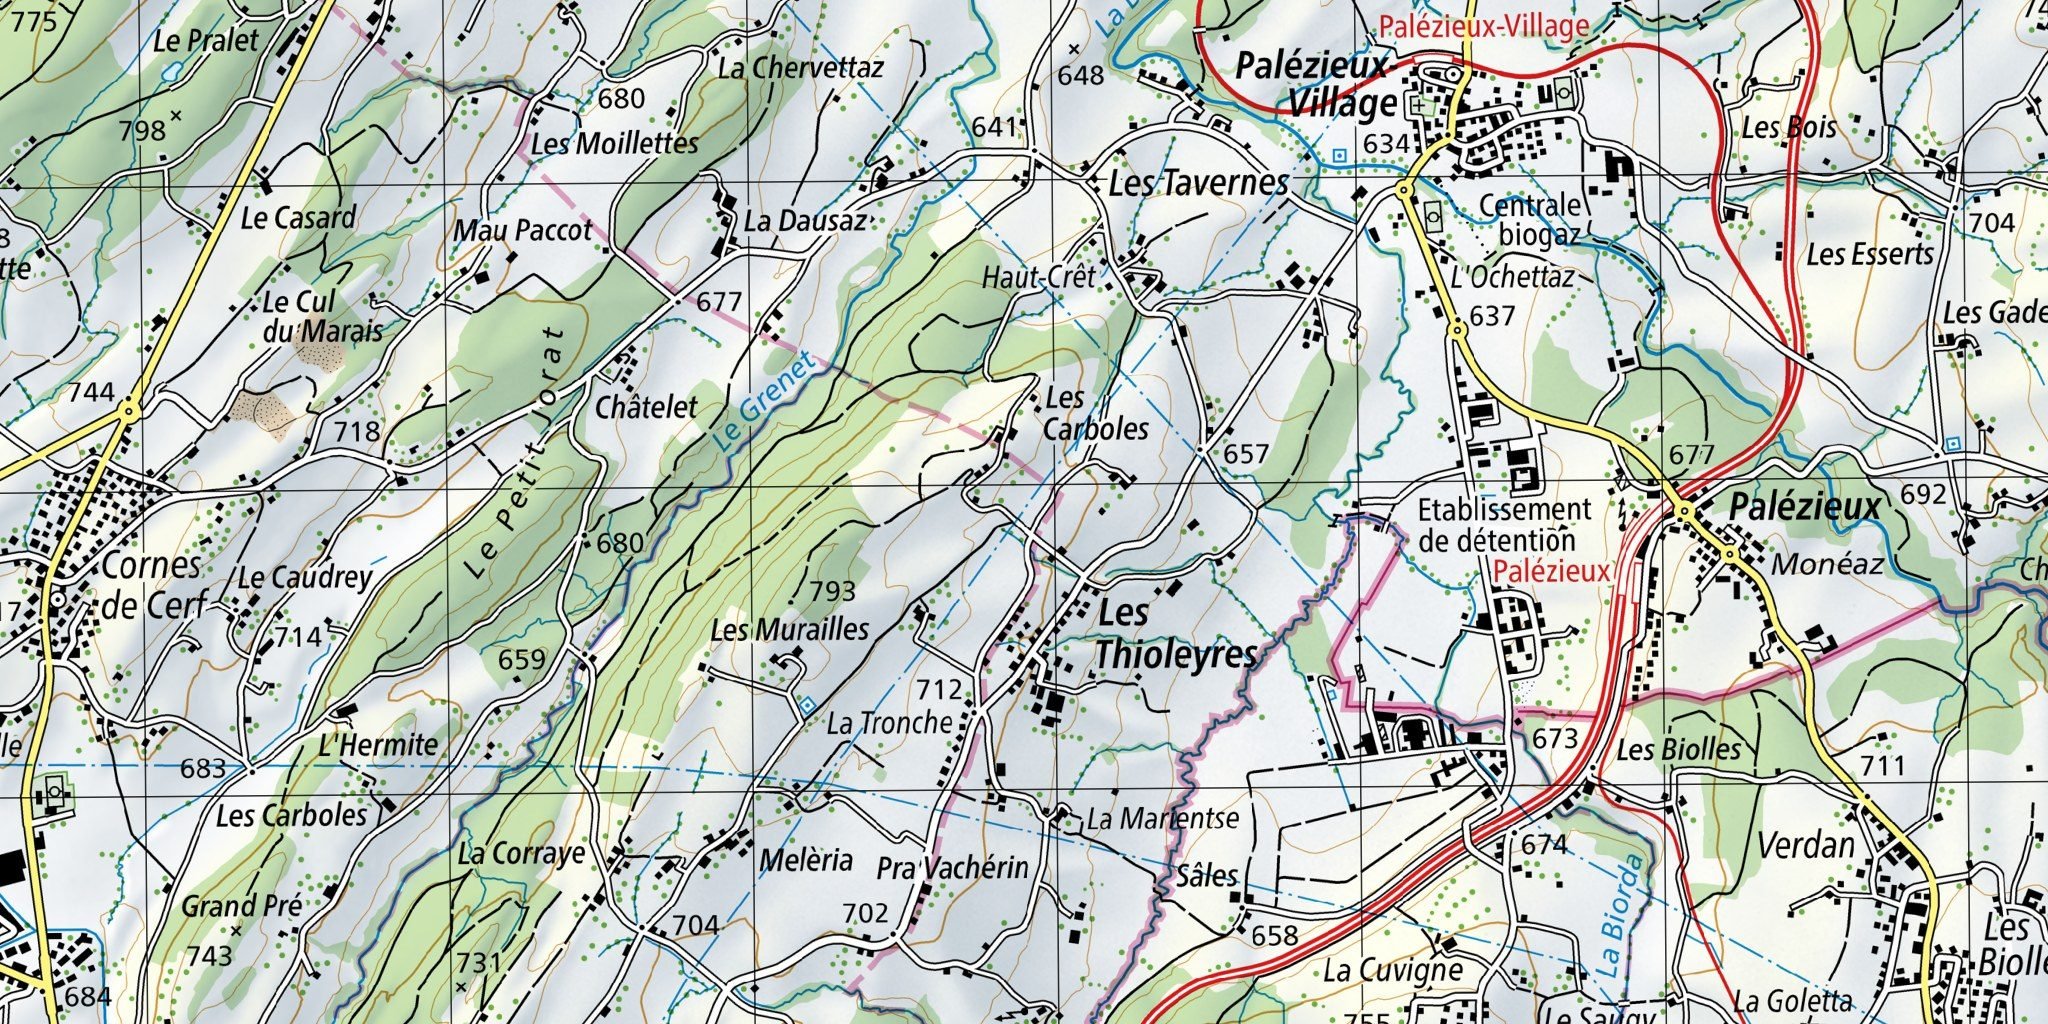 775
Le Pralet
798
680
La Chervettaz
648
641
Palézieux-Village
Palézieux-
Village
634
Les Bois
Les Moillettes
Le Casard
Mau Paccot
La Dausaz
Les Tavernes
Centrale
biogaz
704
Les Esserts
Haut-Crêt
L'Ochettaz
677
637
Le Cul
du Marais
744
718
Le Petit Jorat
Châtelet
Le Grenet
Les
Carboles
657
677
692
Palézieux
Monéaz
Etablissement
de détention
Palézieux
Cornes
de Cerf
Le Caudrey
714
680
793
Les Murailles
659
Les
Thioleyres
712
La Tronche
L'Hermite
683
Les Carboles
673
Les Biolles
711
Verdan
La Marientse
La Corraye
Melèria
Pra Vachérin
Sâles
674
La Biorda
Grand Pré
743
731
704
702
658
La Cuvigne
Les
684
La Goletta